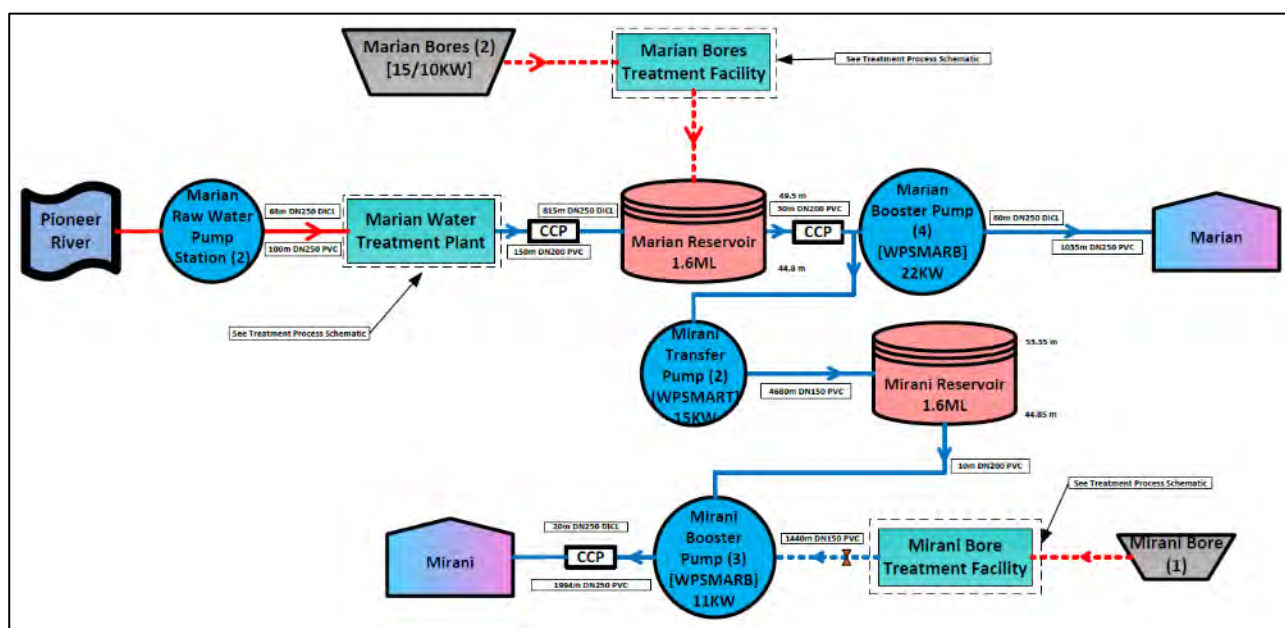 Marian Bores (2)
[15/10KW]
Marian Bores
Treatment Facility
See Treatment Process Schematic
Pioneer
River
Marian
Raw Water
Pump
Station (2)
68m DN250 DICL
100m DN250 PVC
Marian Water
Treatment Plant
See Treatment Process Schematic
815m DN250 DICL
CCP
150m DN200 PVC
Marian Reservoir
1.6ML
49.5 m
44.8 m
50m DN200 PVC
CCP
Marian
Booster Pump
(4)
[WPSMARB]
22KW
60m DN250 DICL
1035m DN250 PVC
Marian
Mirani
Transfer
Pump (2)
[WPSMART]
15KW
4680m DN150 PVC
Mirani Reservoir
1.6ML
53.35 m
44.85 m
10m DN200 PVC
See Treatment Process Schematic
Mirani
20m DN250 DICL
CCP
1994m DN250 PVC
Mirani
Booster
Pump (3)
[WPSMARB]
11KW
1440m DN150 PVC
Mirani Bore
Treatment Facility
Mirani Bore
(1)